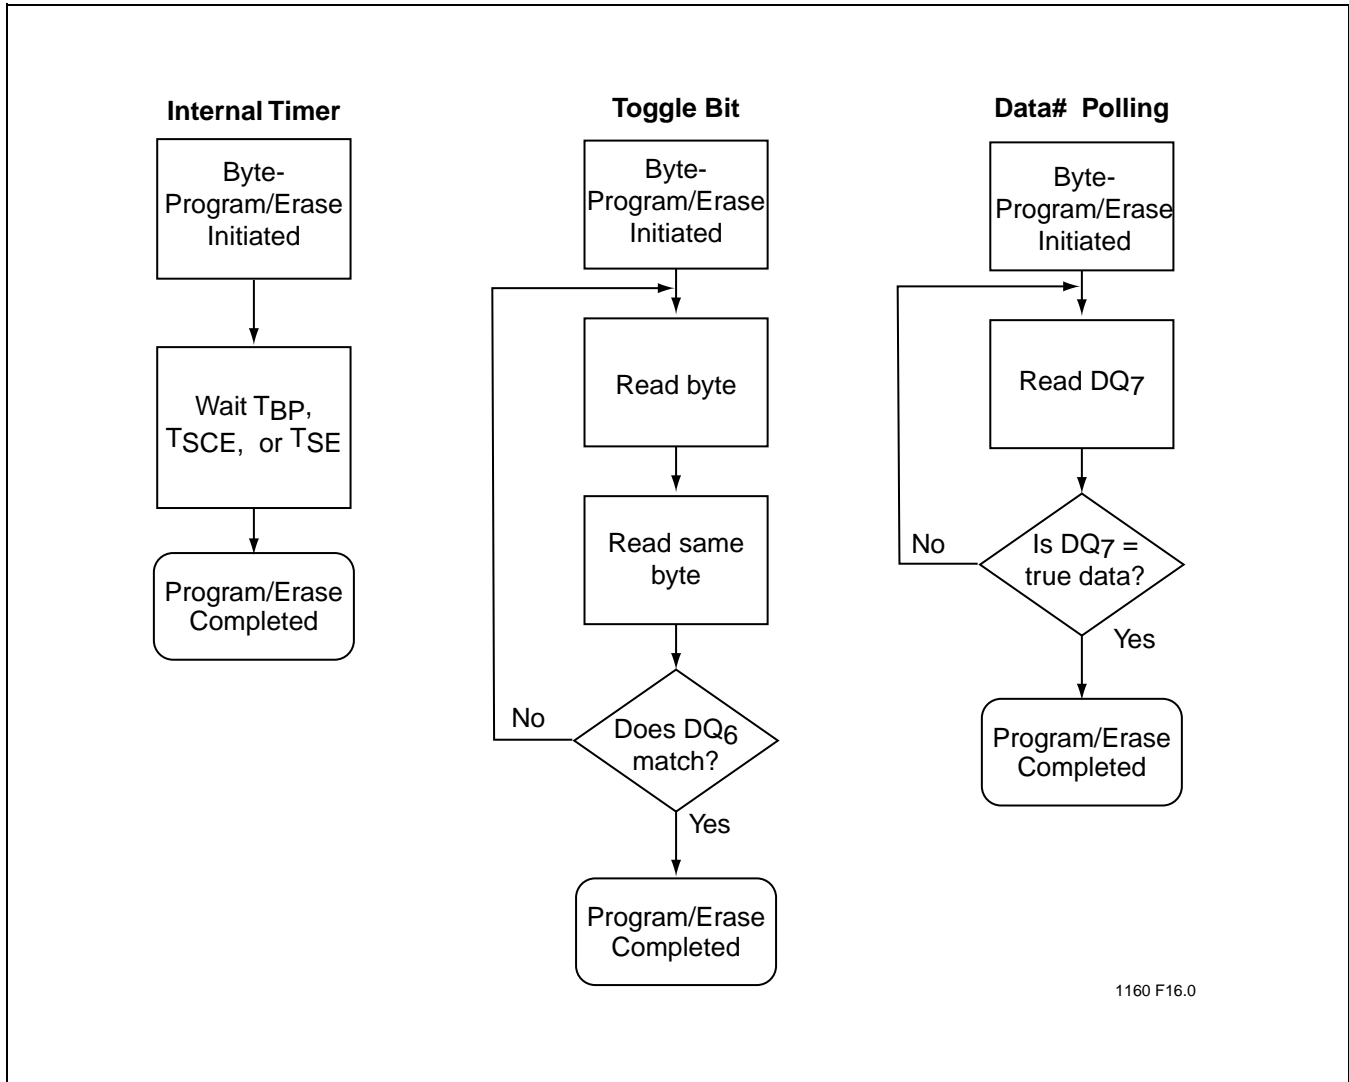 Internal Timer
Byte-
Program/Erase
Initiated
Wait TBP,
TSCE, or TSE
Program/Erase
Completed
Toggle Bit
Byte-
Program/Erase
Initiated
Read byte
Read same
byte
No
Does DQ6
match?
Yes
Program/Erase
Completed
Data# Polling
Byte-
Program/Erase
Initiated
Read DQ7
No
Is DQ7 =
true data?
Yes
Program/Erase
Completed
1160 F16.0